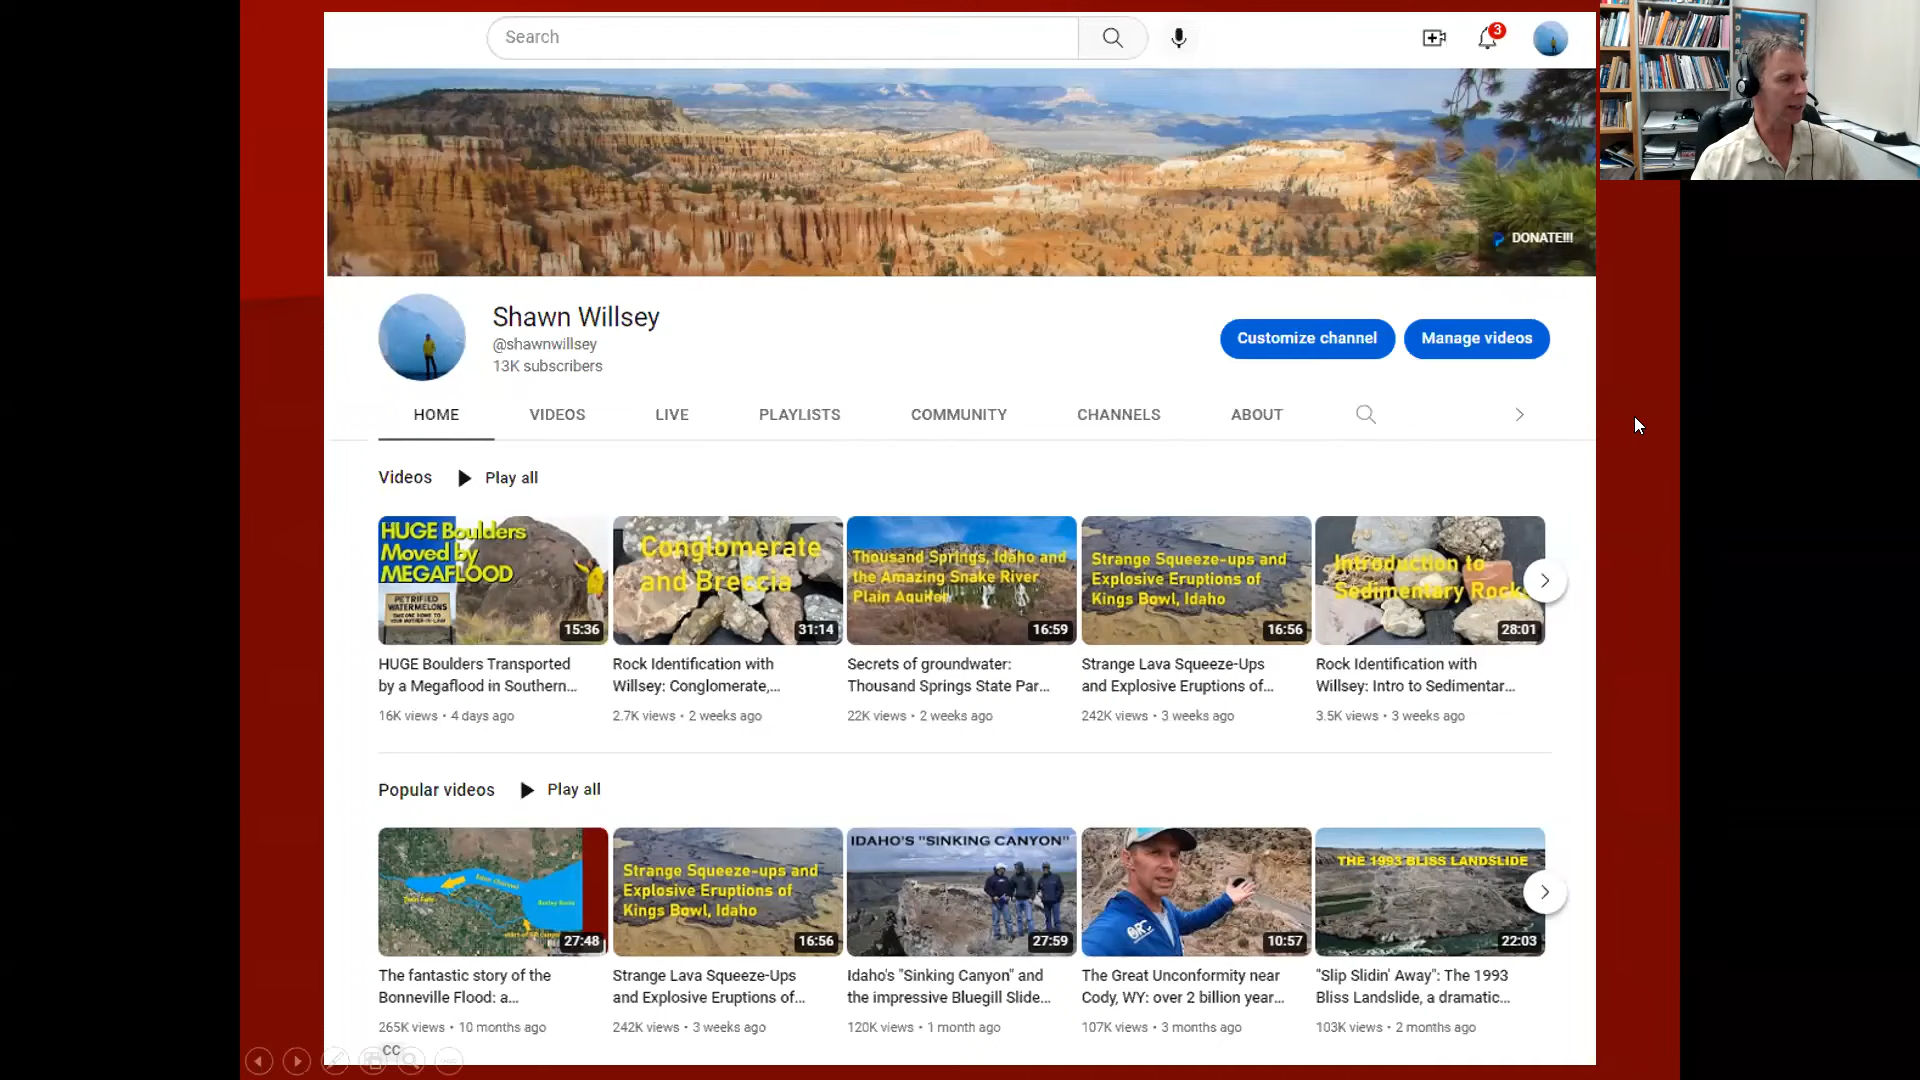 Search
3
DONATE!!!
Shawn Willsey
@shawnwillsey
13K subscribers
Customize channel
Manage videos
HOME
VIDEOS
LIVE
PLAYLISTS
COMMUNITY
CHANNELS
ABOUT
Videos
Play all
HUGE Boulders
Moved by
MEGAFLOOD
PETRIFIED
WATERMELONS
15:36
Conglomerate
and Breccia
31:14
Thousand Springs, Idaho and
the Amazing Snake River
Plain Aquifer
16:59
Strange Squeeze-ups and
Explosive Eruptions of
Kings Bowl, Idaho
16:56
Introduction to
Sedimentary Rocks
28:01
HUGE Boulders Transported
by a Megaflood in Southern...
16K views • 4 days ago
Rock Identification with
Willsey: Conglomerate,...
2.7K views • 2 weeks ago
Secrets of groundwater:
Thousand Springs State Par...
22K views • 2 weeks ago
Strange Lava Squeeze-Ups
and Explosive Eruptions of...
242K views • 3 weeks ago
Rock Identification with
Willsey: Intro to Sedimentar...
3.5K views • 3 weeks ago
Popular videos
Play all
Twin Falls
27:48
Strange Squeeze-ups and
Explosive Eruptions of
Kings Bowl, Idaho
16:56
IDAHO'S "SINKING CANYON"
27:59
10:57
THE 1993 BLISS LANDSLIDE
22:03
The fantastic story of the
Bonneville Flood: a...
265K views • 10 months ago
Strange Lava Squeeze-Ups
and Explosive Eruptions of...
242K views • 3 weeks ago
Idaho's "Sinking Canyon" and
the impressive Bluegill Slide...
120K views • 1 month ago
The Great Unconformity near
Cody, WY: over 2 billion year...
107K views • 3 months ago
"Slip Slidin' Away": The 1993
Bliss Landslide, a dramatic...
103K views • 2 months ago
CC